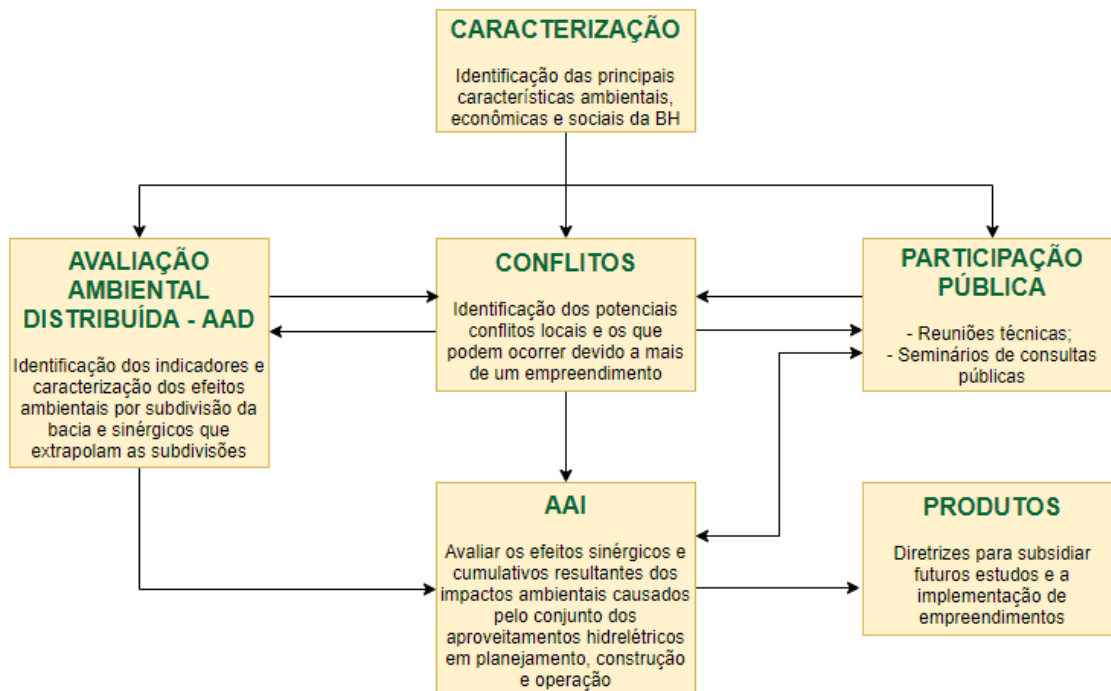 CARACTERIZAÇÃO
Identificação das principais
características ambientais,
econômicas e sociais da BH
AVALIAÇÃO
AMBIENTAL
DISTRIBUÍDA - AAD
Identificação dos indicadores e
caracterização dos efeitos
ambientais por subdivisão da
bacia e sinérgicos que
extrapolam as subdivisões
CONFLITOS
Identificação dos potenciais
conflitos locais e os que
podem ocorrer devido a mais
de um empreendimento
PARTICIPAÇÃO
PÚBLICA
- Reuniões técnicas;
- Seminários de consultas
públicas
AAI
Avaliar os efeitos sinérgicos e
cumulativos resultantes dos
impactos ambientais causados
pelo conjunto dos
aproveitamentos hidrelétricos
em planejamento, construção
e operação
PRODUTOS
Diretrizes para subsidiar
futuros estudos e a
implementação de
empreendimentos